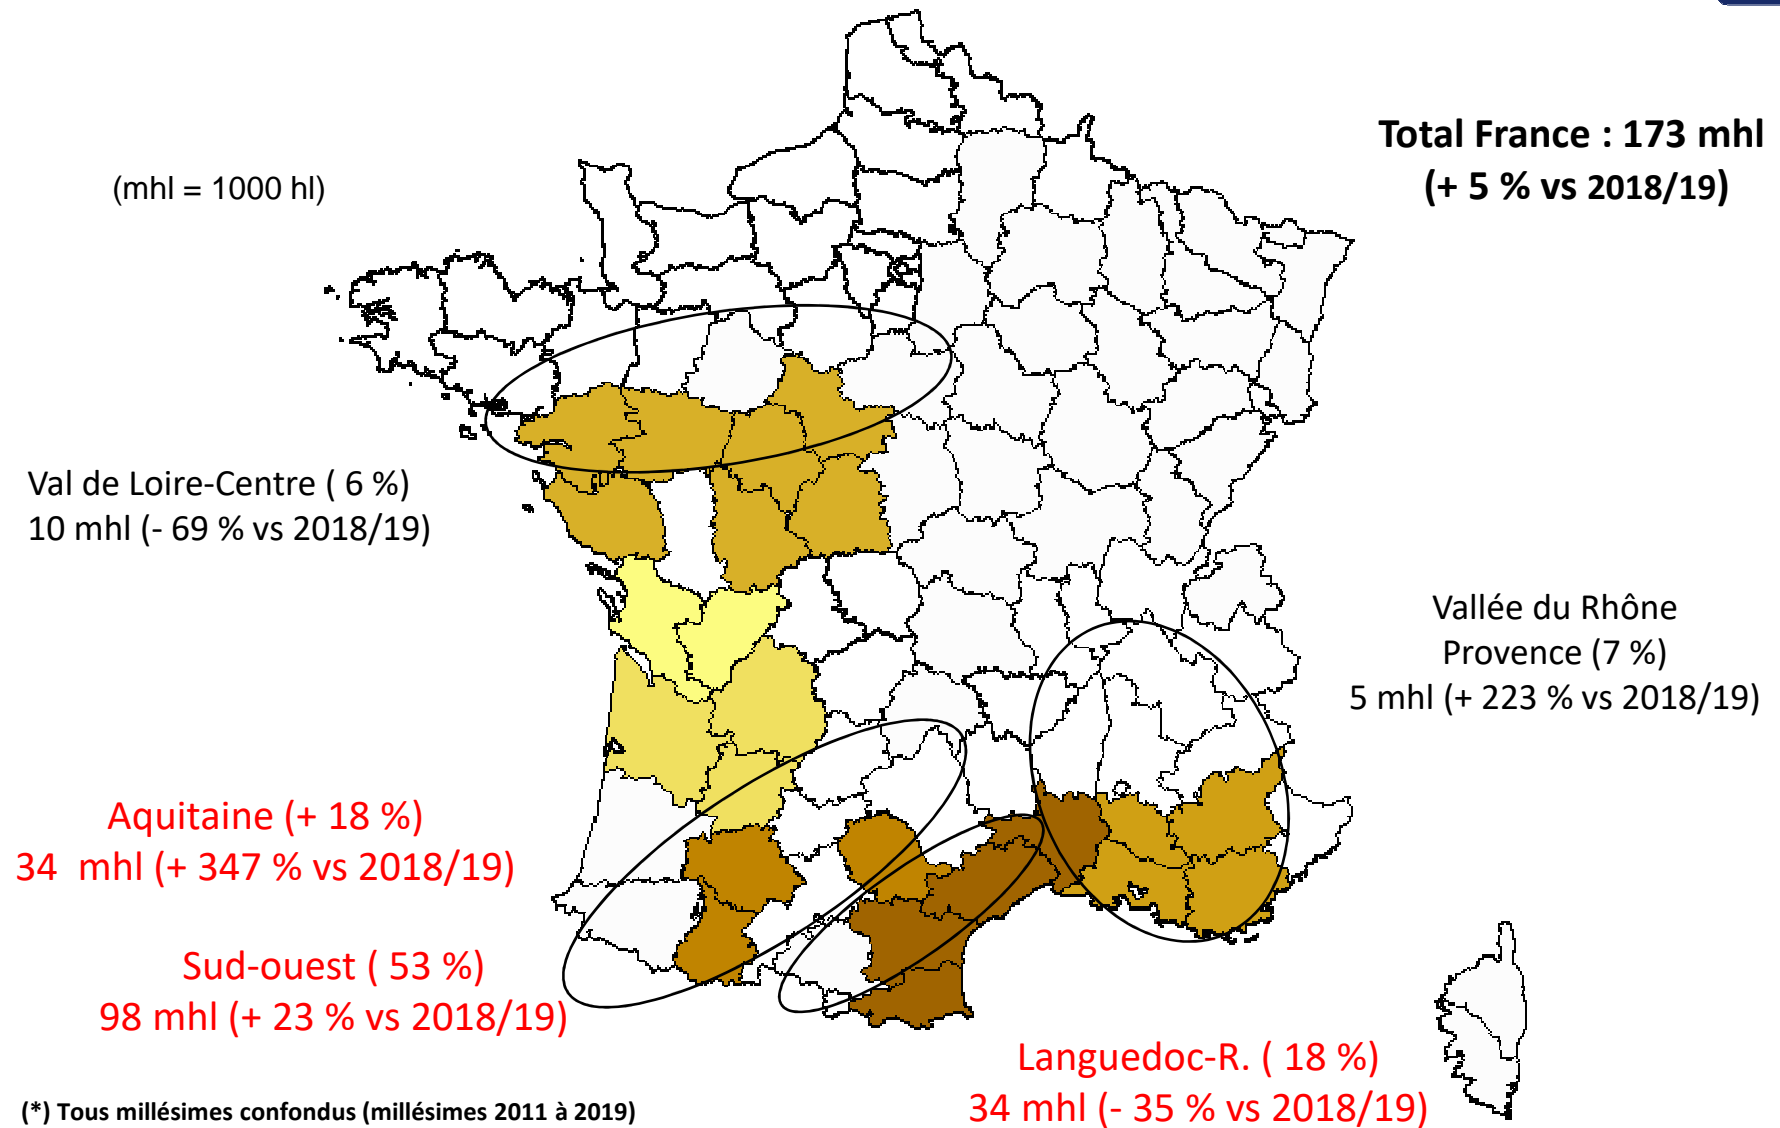 Total France : 173 mhl
(+ 5 % vs 2018/19)
(mhl = 1000 hl)
Val de Loire-Centre ( 6 %)
10 mhl (- 69 % vs 2018/19)
Vallée du Rhône
Provence (7 %)
5 mhl (+ 223 % vs 2018/19)
Aquitaine (+ 18 %)
34 mhl (+ 347 % vs 2018/19)
Sud-ouest ( 53 %)
98 mhl (+ 23 % vs 2018/19)
Languedoc-R. ( 18 %)
34 mhl (- 35 % vs 2018/19)
(*) Tous millésimes confondus (millésimes 2011 à 2019)